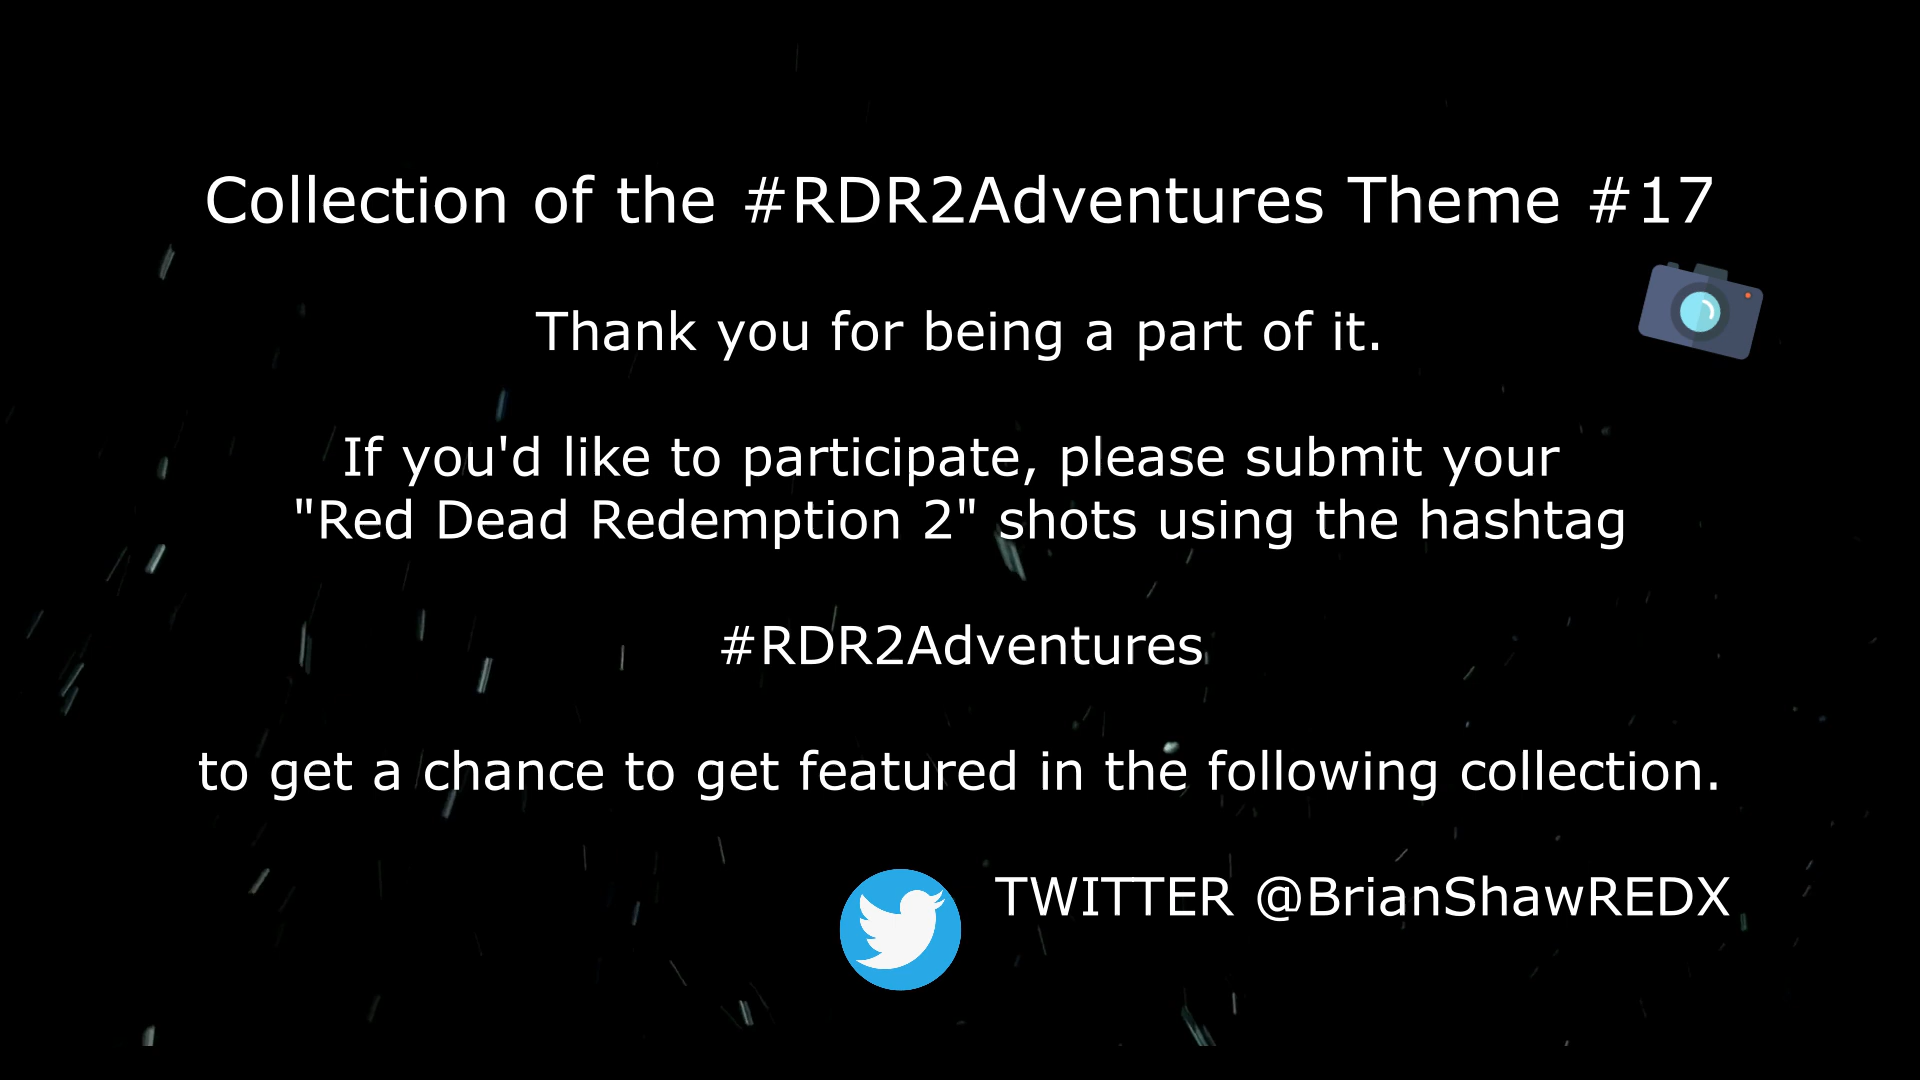 Collection of the #RDR2Adventures Theme #17
Thank you for being a part of it.
If you'd like to participate, please submit your
"Red Dead Redemption 2" shots using the hashtag
#RDR2Adventures
to get a chance to get featured in the following collection.
TWITTER @BrianShawREDX